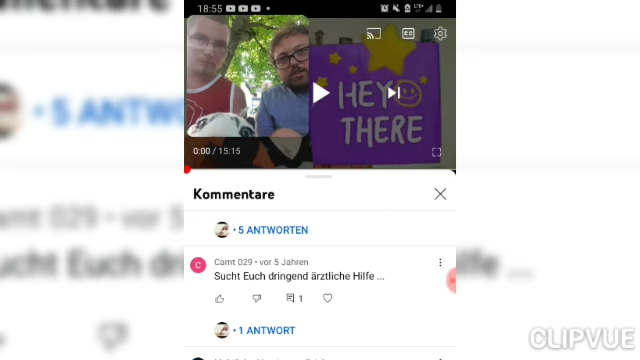 18:55
HEY
THERE
0:00 / 15:15
Kommentare
• 5 ANTWORTEN
C
Camt 029 • vor 5 Jahren
Sucht Euch dringend ärztliche Hilfe ...
1
• 1 ANTWORT
CLIPVUE